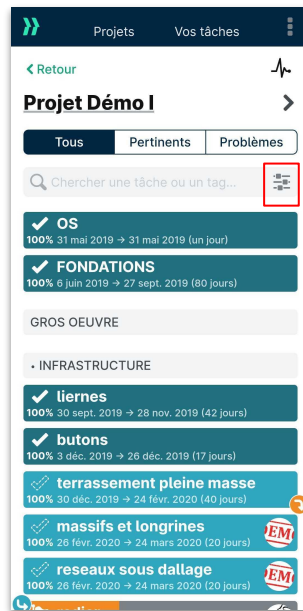 Projets Vos tâches
Retour
Projet Démo I
Tous Pertinents Problèmes
Chercher une tâche ou un tag...
OS
100% 31 mai 2019 → 31 mai 2019 (un jour)
FONDATIONS
100% 6 juin 2019 → 27 sept. 2019 (80 jours)
GROS OEUVRE
• INFRASTRUCTURE
liernes
100% 30 sept. 2019 → 28 nov. 2019 (42 jours)
butons
100% 3 déc. 2019 → 26 déc. 2019 (17 jours)
terrassement pleine masse
100% 30 déc. 2019 → 24 févr. 2020 (40 jours)
massifs et longrines
100% 26 févr. 2020 → 24 mars 2020 (20 jours)
reseaux sous dallage
100% 26 févr. 2020 → 24 mars 2020 (20 jours)